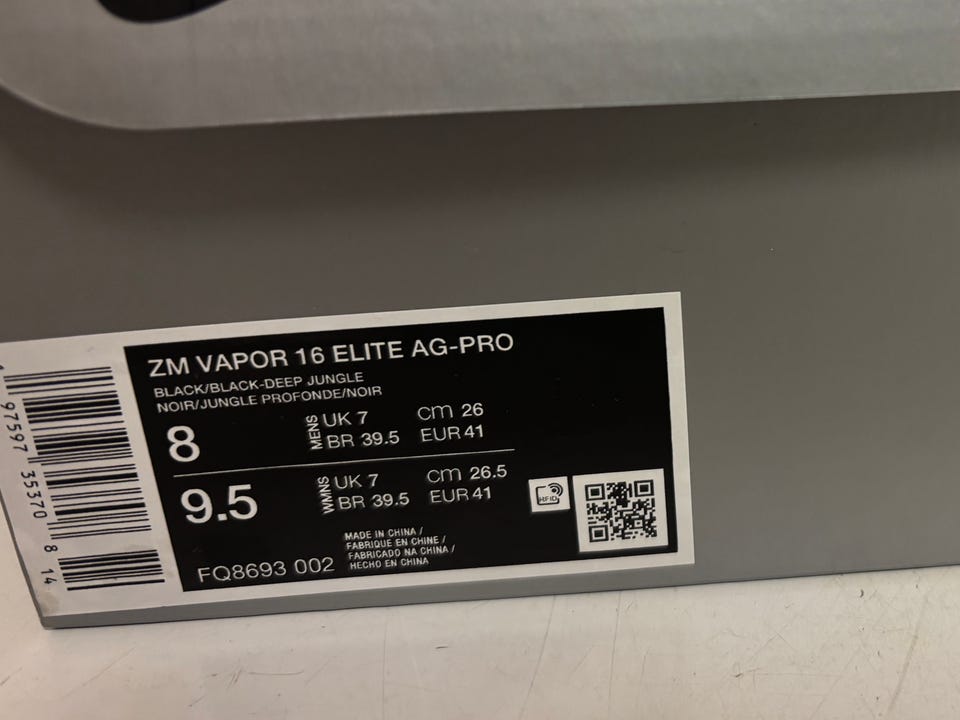 ZM VAPOR 16 ELITE AG-PRO
BLACK/BLACK-DEEP JUNGLE
NOIR/JUNGLE PROFONDE/NOIR
8 MENS UK 7 cm 26
BR 39.5 EUR 41
9.5 WMNS UK 7 cm 26.5
BR 39.5 EUR 41
RFID
MADE IN CHINA /
FABRIQUE EN CHINE /
FABRICADO NA CHINA /
HECHO EN CHINA
FQ8693 002
97597 35370 8 14